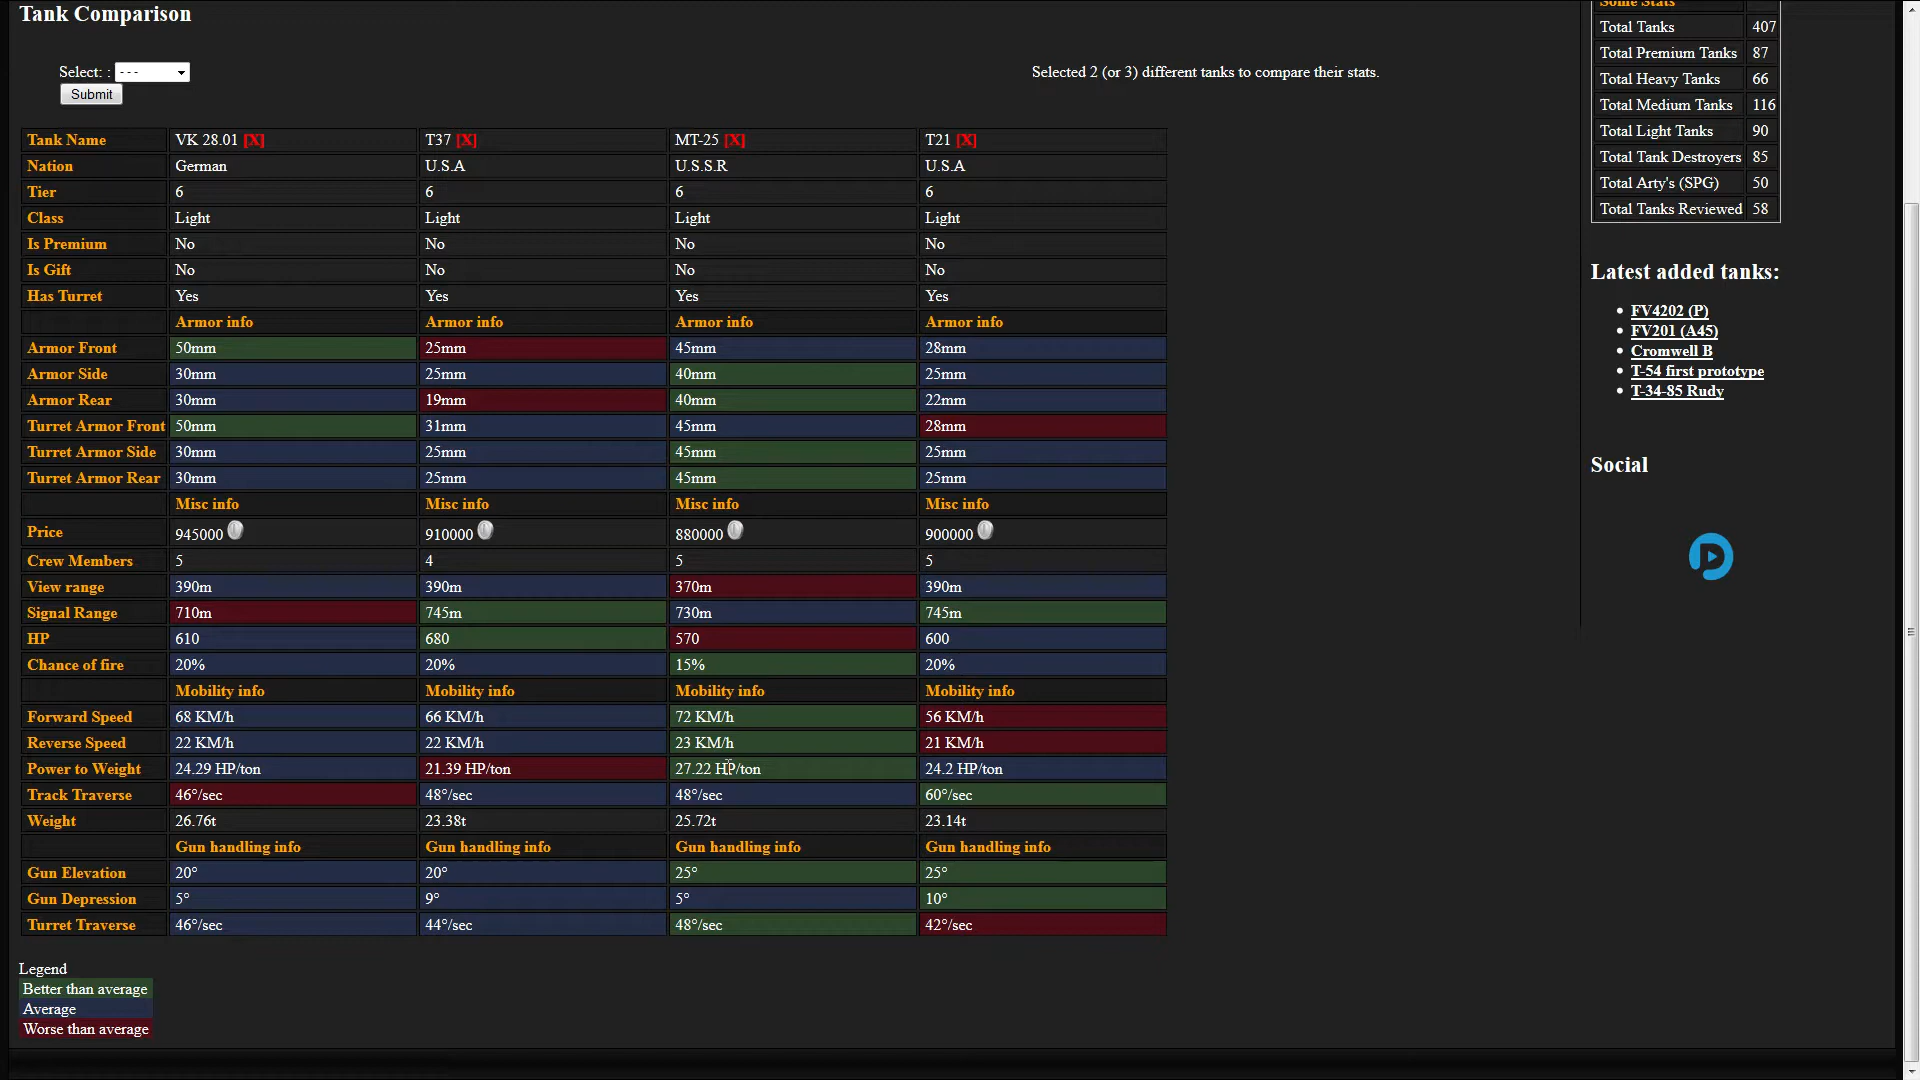 Tank Comparison
Select: : ---
Submit
Selected 2 (or 3) different tanks to compare their stats.
Tank Name VK 28.01 [X] T37 [X] MT-25 [X] T21 [X]
Nation German U.S.A U.S.S.R U.S.A
Tier 6 6 6 6
Class Light Light Light Light
Is Premium No No No No
Is Gift No No No No
Has Turret Yes Yes Yes Yes
Armor info Armor info Armor info Armor info
Armor Front 50mm 25mm 45mm 28mm
Armor Side 30mm 25mm 40mm 25mm
Armor Rear 30mm 19mm 40mm 22mm
Turret Armor Front 50mm 31mm 45mm 28mm
Turret Armor Side 30mm 25mm 45mm 25mm
Turret Armor Rear 30mm 25mm 45mm 25mm
Misc info Misc info Misc info Misc info
Price 945000 910000 880000 900000
Crew Members 5 4 5 5
View range 390m 390m 370m 390m
Signal Range 710m 745m 730m 745m
HP 610 680 570 600
Chance of fire 20% 20% 15% 20%
Mobility info Mobility info Mobility info Mobility info
Forward Speed 68 KM/h 66 KM/h 72 KM/h 56 KM/h
Reverse Speed 22 KM/h 22 KM/h 23 KM/h 21 KM/h
Power to Weight 24.29 HP/ton 21.39 HP/ton 27.22 HP/ton 24.2 HP/ton
Track Traverse 46°/sec 48°/sec 48°/sec 60°/sec
Weight 26.76t 23.38t 25.72t 23.14t
Gun handling info Gun handling info Gun handling info Gun handling info
Gun Elevation 20° 20° 25° 25°
Gun Depression 5° 9° 5° 10°
Turret Traverse 46°/sec 44°/sec 48°/sec 42°/sec
Legend
Better than average
Average
Worse than average
Some Stats
Total Tanks 407
Total Premium Tanks 87
Total Heavy Tanks 66
Total Medium Tanks 116
Total Light Tanks 90
Total Tank Destroyers 85
Total Arty's (SPG) 50
Total Tanks Reviewed 58
Latest added tanks:
• FV4202 (P)
• FV201 (A45)
• Cromwell B
• T-54 first prototype
• T-34-85 Rudy
Social